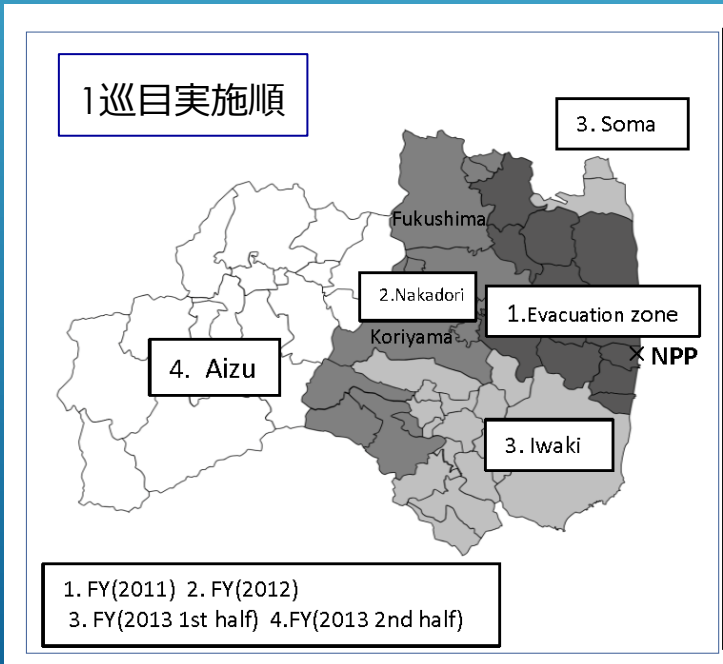 1巡目実施順
3. Soma
Fukushima
2.Nakadori
1.Evacuation zone
Koriyama
NPP
4. Aizu
3. Iwaki
1. FY(2011) 2. FY(2012)
3. FY(2013 1st half) 4.FY(2013 2nd half)